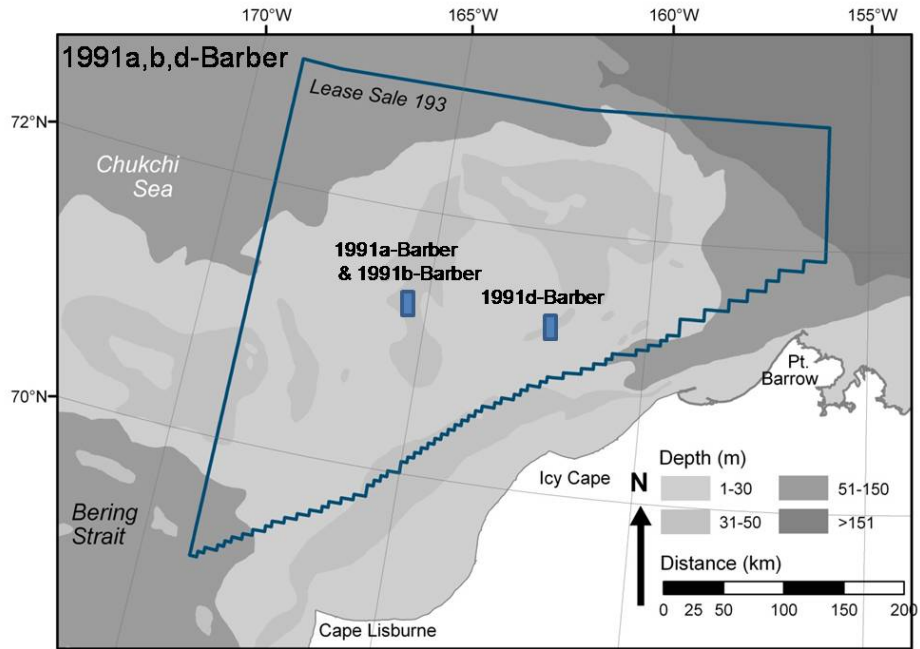 170°W
165°W
160°W
155°W
1991a,b,d-Barber
Lease Sale 193
72°N
Chukchi
Sea
1991a-Barber
& 1991b-Barber
1991d-Barber
70°N
Pt.
Barrow
Icy Cape
N
Depth (m)
1-30
51-150
31-50
>151
Bering
Strait
Distance (km)
0 25 50 100 150 200
Cape Lisburne